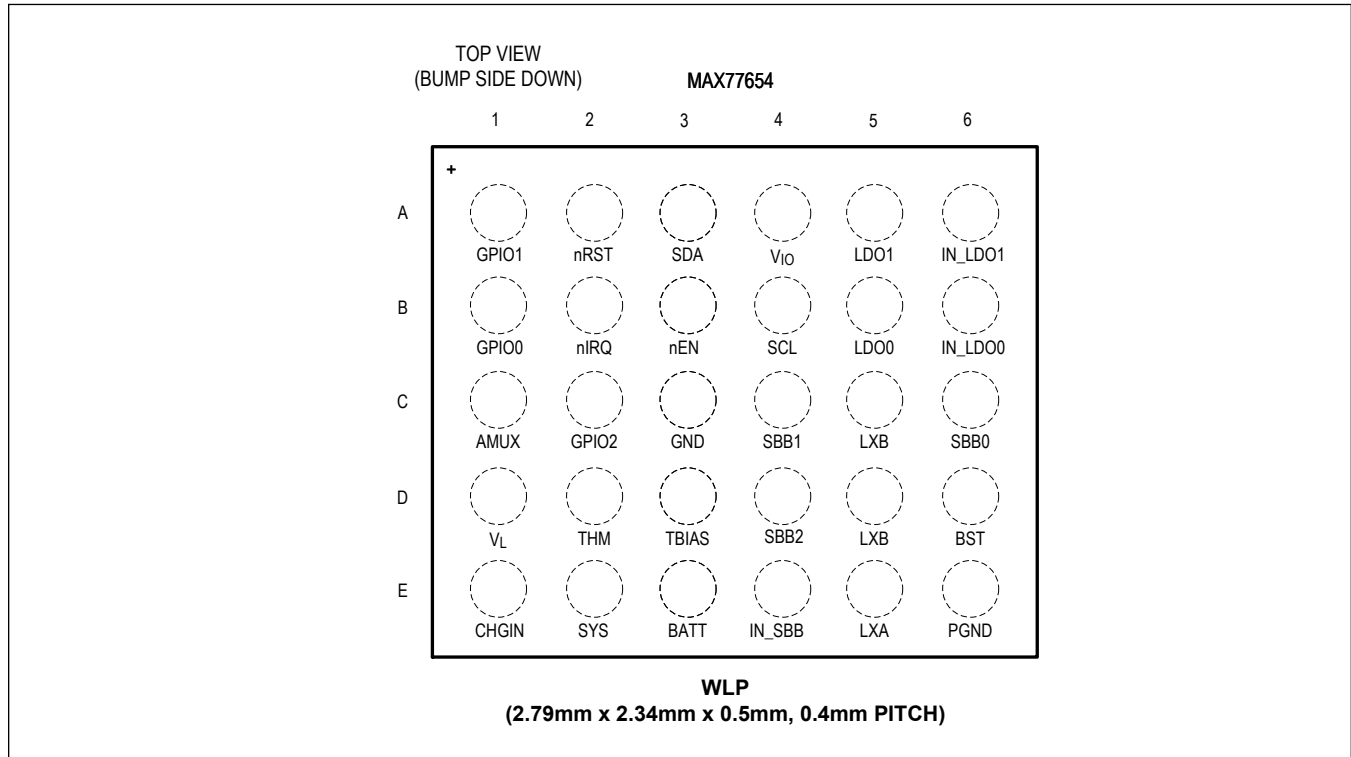 TOP VIEW
(BUMP SIDE DOWN)
MAX77654
1 2 3 4 5 6
+
A
GPIO1 nRST SDA VIO LDO1 IN_LDO1
B
GPIO0 nIRQ nEN SCL LDO0 IN_LDO0
C
AMUX GPIO2 GND SBB1 LXB SBB0
D
VL THM TBIAS SBB2 LXB BST
E
CHGIN SYS BATT IN_SBB LXA PGND
WLP
(2.79mm x 2.34mm x 0.5mm, 0.4mm PITCH)